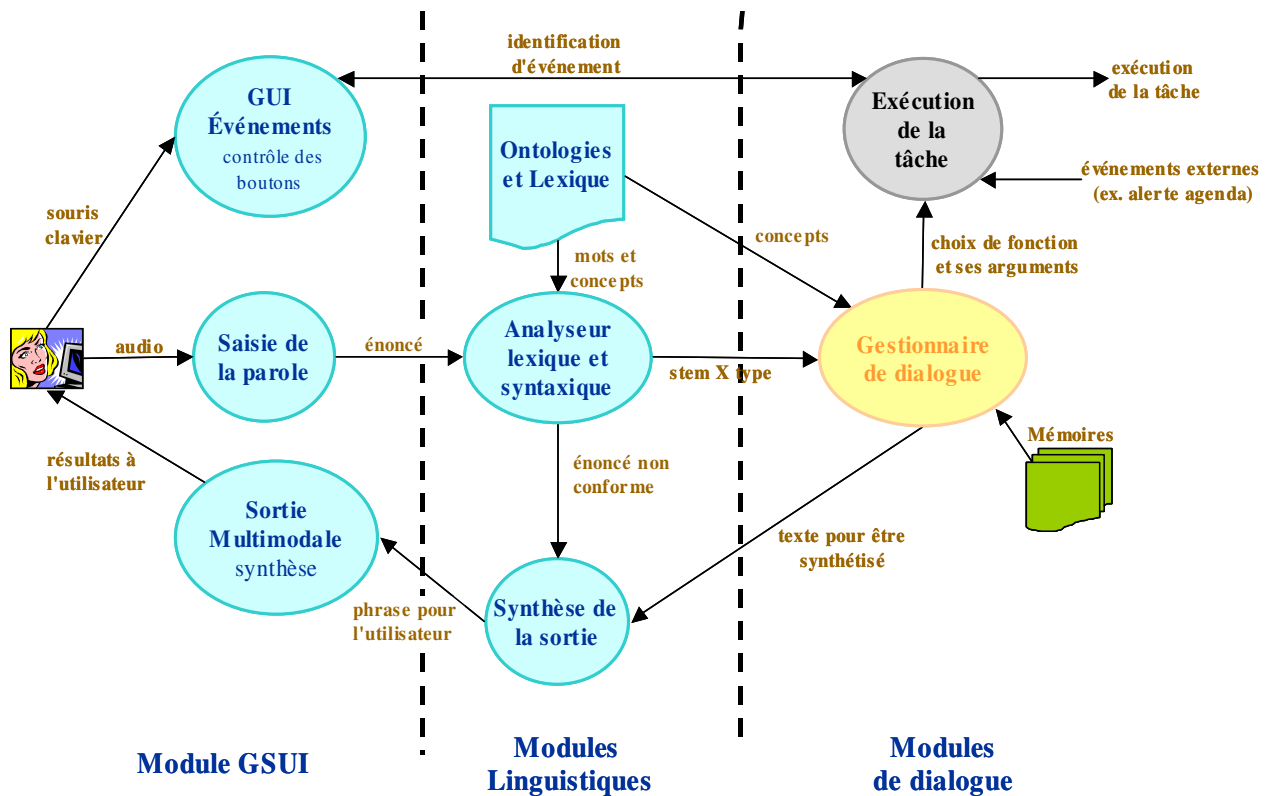 identification
d'événement
exécution
de la tâche
GUI
Événements
contrôle des
boutons
Exécution
de la
tâche
Ontologies
et Lexique
événements externes
(ex. alerte agenda)
souris
clavier
concepts
choix de fonction
et ses arguments
mots et
concepts
audio
Saisie de
la parole
énoncé
Analyseur
lexique et
syntaxique
stem X type
Gestionnaire
de dialogue
Mémoires
résultats à
l'utilisateur
énoncé non
conforme
Sortie
Multimodale
synthèse
texte pour être
synthétisé
phrase pour
l'utilisateur
Synthèse de
la sortie
Module GSUI
Modules
Linguistiques
Modules
de dialogue